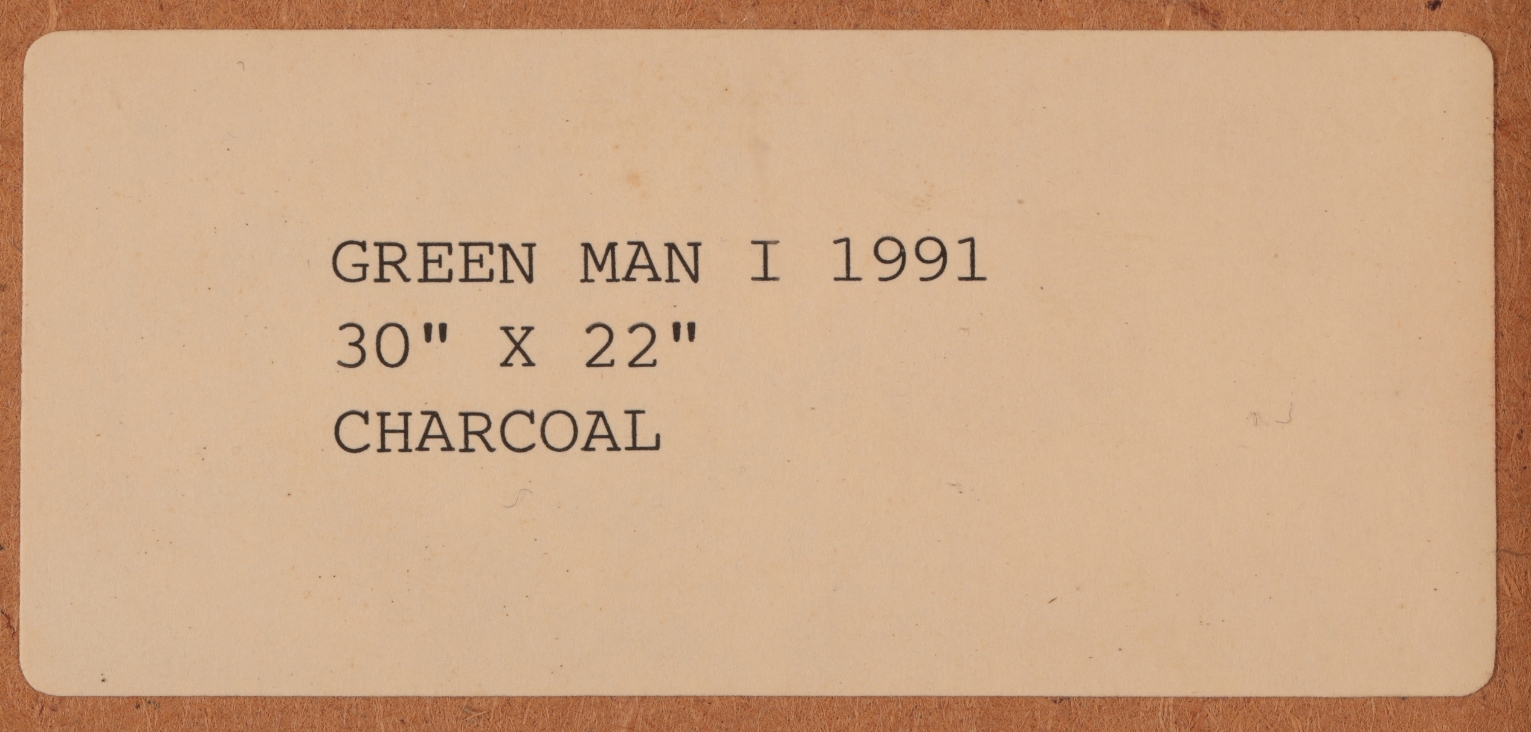 GREEN MAN I 1991
30" X 22"
CHARCOAL